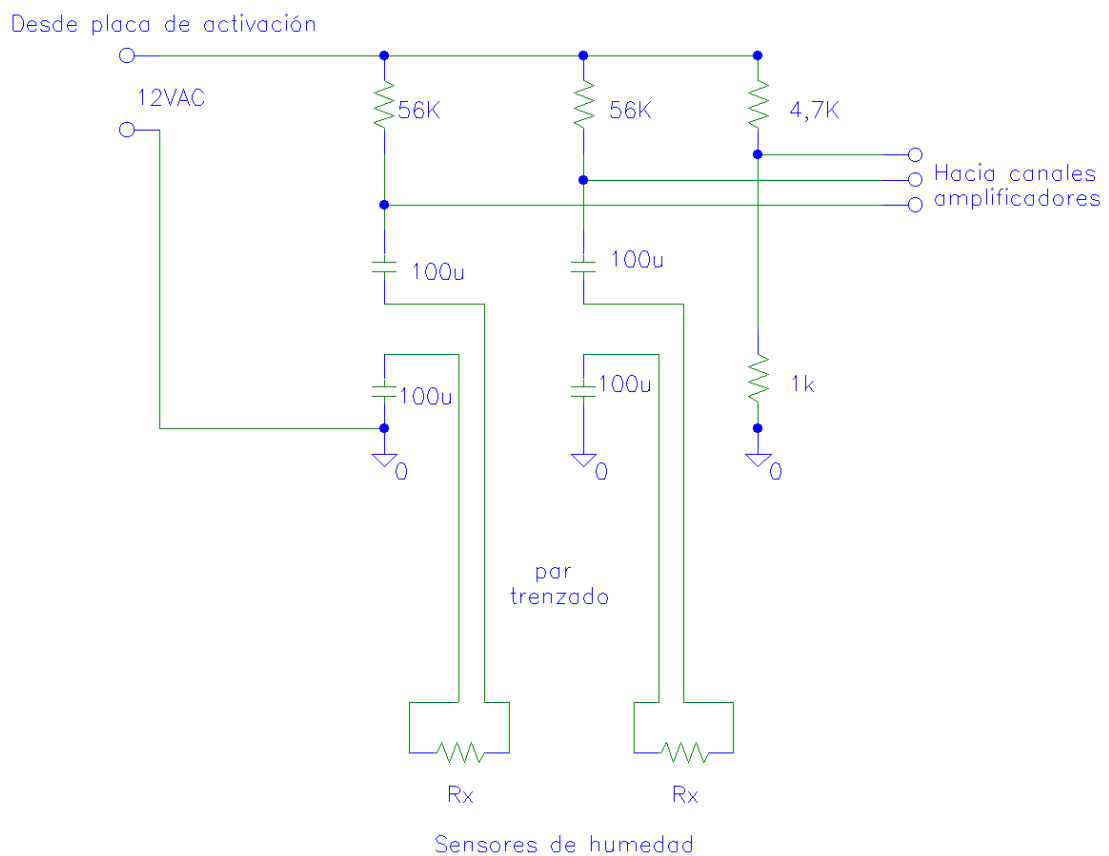 Desde placa de activación
12VAC
56K
56K
4,7K
Hacia canales
amplificadores
100u
100u
100u
100u
1k
0
0
0
par
trenzado
Rx
Rx
Sensores de humedad